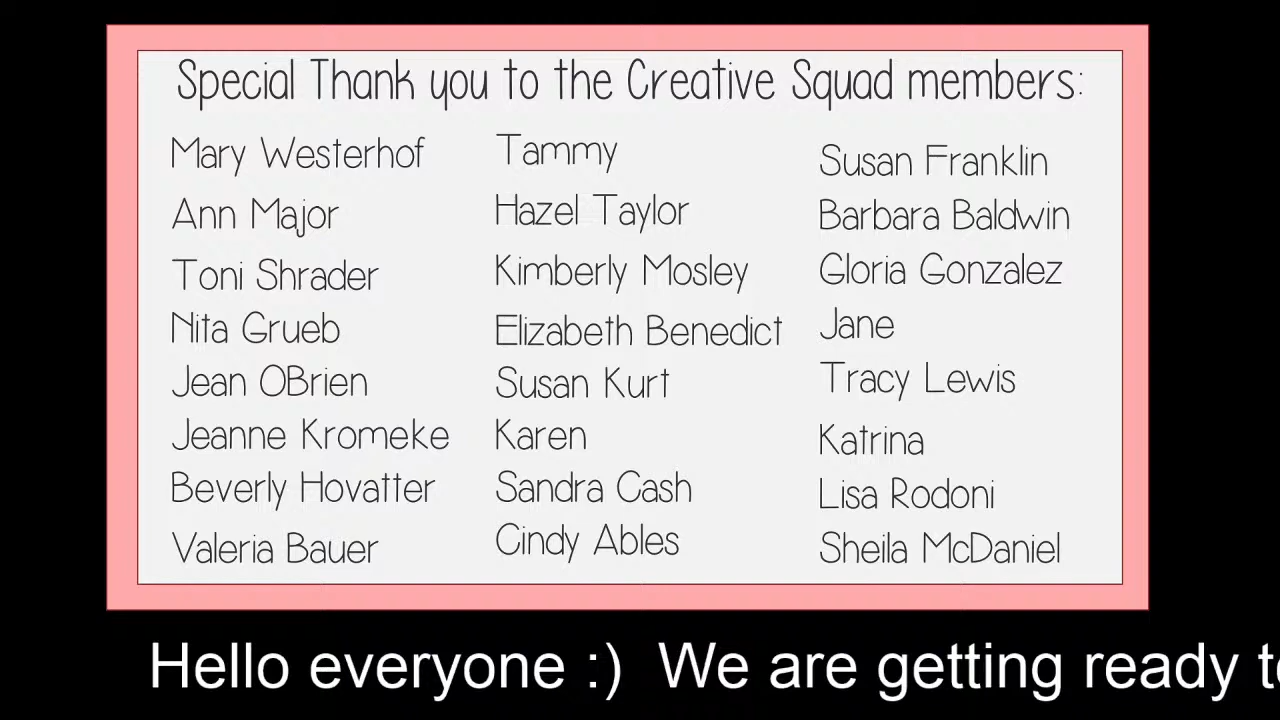 Special Thank you to the Creative Squad members:
Mary Westerhof
Ann Major
Toni Shrader
Nita Grueb
Jean OBrien
Jeanne Kromeke
Beverly Hovatter
Valeria Bauer
Tammy
Hazel Taylor
Kimberly Mosley
Elizabeth Benedict
Susan Kurt
Karen
Sandra Cash
Cindy Ables
Susan Franklin
Barbara Baldwin
Gloria Gonzalez
Jane
Tracy Lewis
Katrina
Lisa Rodoni
Sheila McDaniel
Hello everyone :) We are getting ready